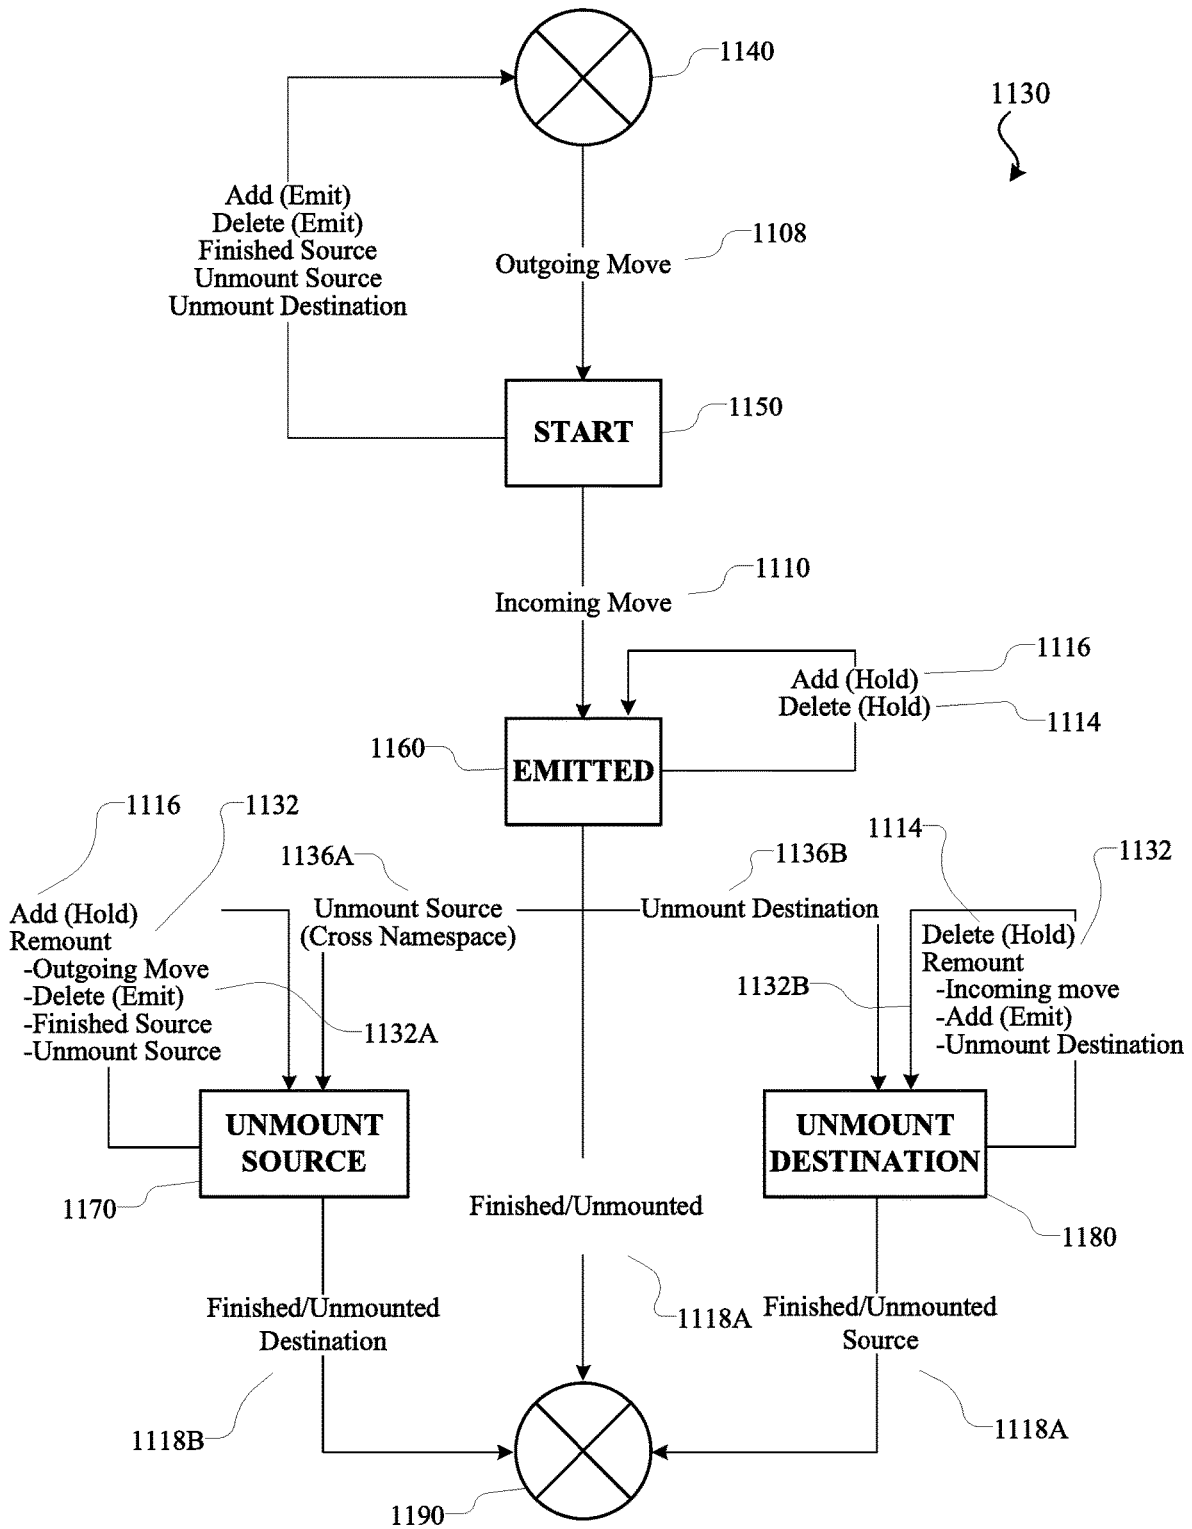 1140
1130
Add (Emit)
Delete (Emit)
Finished Source
Unmount Source
Unmount Destination
1108
Outgoing Move
START
1150
1110
Incoming Move
1116
Add (Hold)
Delete (Hold)
1114
1160
EMITTED
1116
1132
1136A
1136B
1114
1132
Add (Hold)
Remount
-Outgoing Move
-Delete (Emit)
-Finished Source
-Unmount Source
1132A
Unmount Source
(Cross Namespace)
Unmount Destination
1132B
Delete (Hold)
Remount
-Incoming move
-Add (Emit)
-Unmount Destination
UNMOUNT
SOURCE
1170
UNMOUNT
DESTINATION
1180
Finished/Unmounted
1118A
Finished/Unmounted
Destination
1118B
Finished/Unmounted
Source
1118A
1190